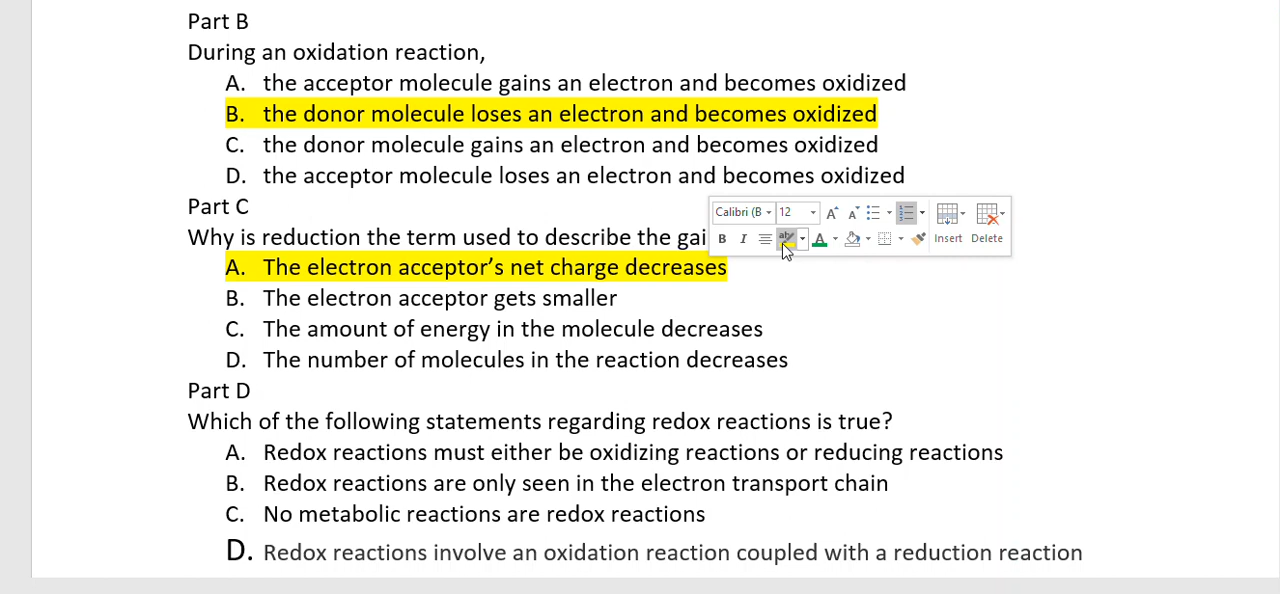 Part B
During an oxidation reaction,
A. the acceptor molecule gains an electron and becomes oxidized
B. the donor molecule loses an electron and becomes oxidized
C. the donor molecule gains an electron and becomes oxidized
D. the acceptor molecule loses an electron and becomes oxidized
Part C
Calibri (B 12
Why is reduction the term used to describe the gai
B I A Insert Delete
A. The electron acceptor's net charge decreases
B. The electron acceptor gets smaller
C. The amount of energy in the molecule decreases
D. The number of molecules in the reaction decreases
Part D
Which of the following statements regarding redox reactions is true?
A. Redox reactions must either be oxidizing reactions or reducing reactions
B. Redox reactions are only seen in the electron transport chain
C. No metabolic reactions are redox reactions
D. Redox reactions involve an oxidation reaction coupled with a reduction reaction